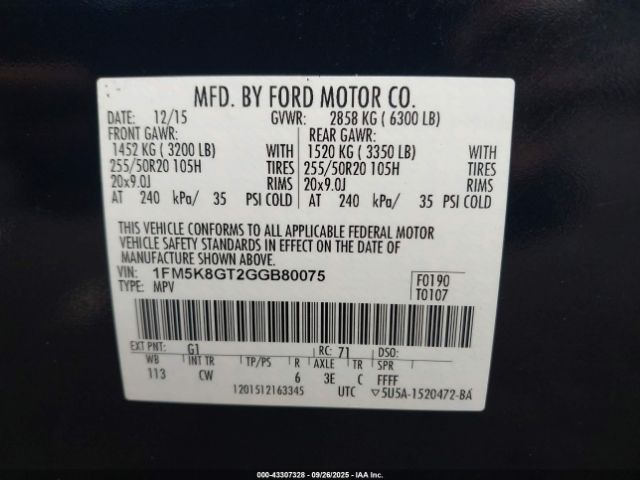 MFD. BY FORD MOTOR CO.
DATE: 12/15 GVWR: 2858 KG ( 6300 LB)
FRONT GAWR: REAR GAWR:
1452 KG ( 3200 LB) WITH 1520 KG ( 3350 LB) WITH
255/50R20 105H TIRES 255/50R20 105H TIRES
20x9.0J RIMS 20x9.0J RIMS
AT 240 kPa/ 35 PSI COLD AT 240 kPa/ 35 PSI COLD
THIS VEHICLE CONFORMS TO ALL APPLICABLE FEDERAL MOTOR
VEHICLE SAFETY STANDARDS IN EFFECT ON THE DATE OF
MANUFACTURE SHOWN ABOVE.
VIN: 1FM5K8GT2GGB80075 F0190
TYPE: MPV T0107
EXT PNT: G1 RC: 71 DSO:
WB INT TR TP/PS R AXLE TR SPR
113 CW 6 3E C FFFF
1201512163345 UTC ▽5U5A-1520472-BA
000-43307328 - 09/26/2025 - IAAI.com